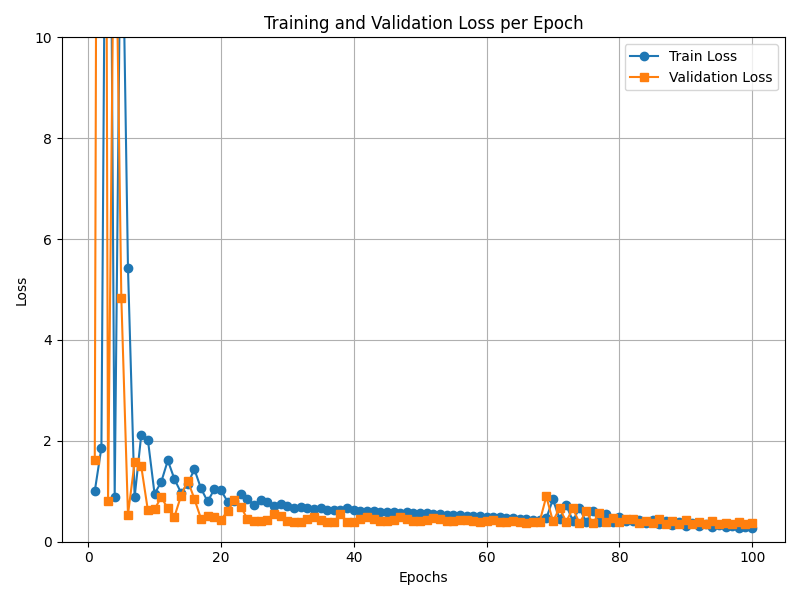 Training and Validation Loss per Epoch
10
8
6
4
2
0
Loss
Train Loss
Validation Loss
0 20 40 60 80 100
Epochs